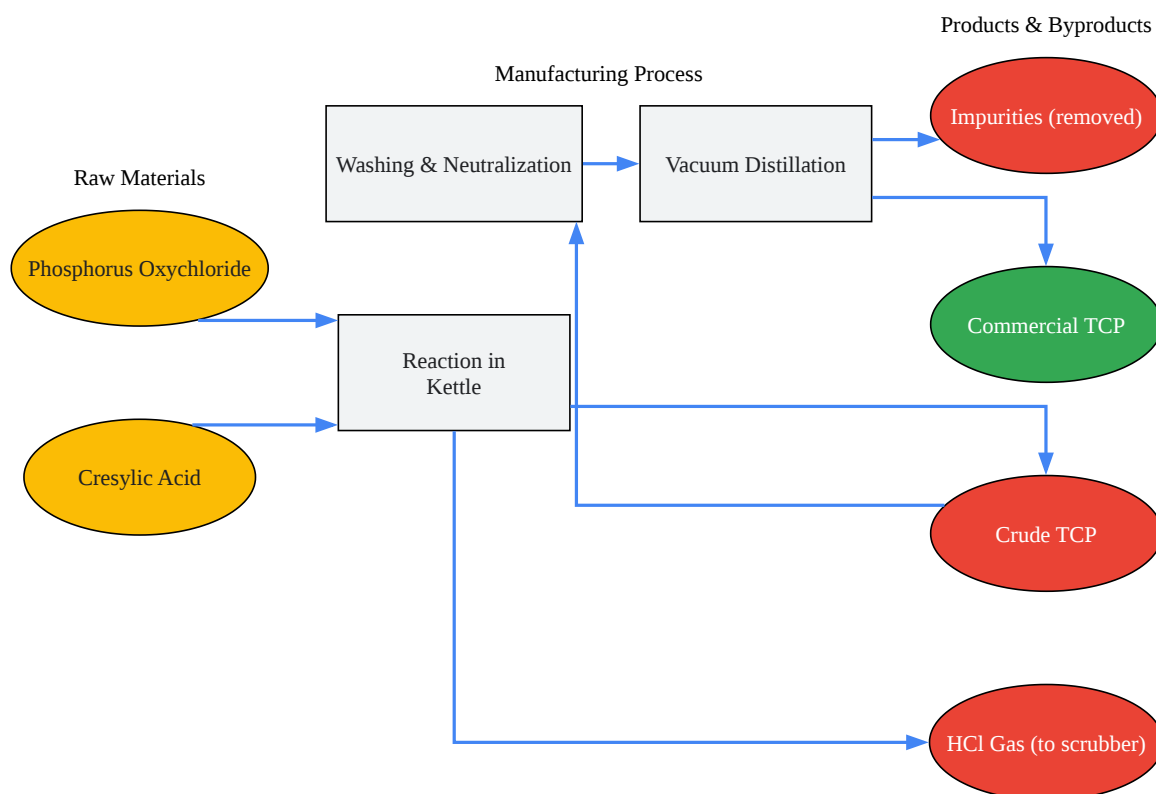 Products & Byproducts
Manufacturing Process
Impurities (removed)
Washing & Neutralization
Vacuum Distillation
Raw Materials
Phosphorus Oxychloride
Commercial TCP
Reaction in
Kettle
Cresylic Acid
Crude TCP
HCl Gas (to scrubber)